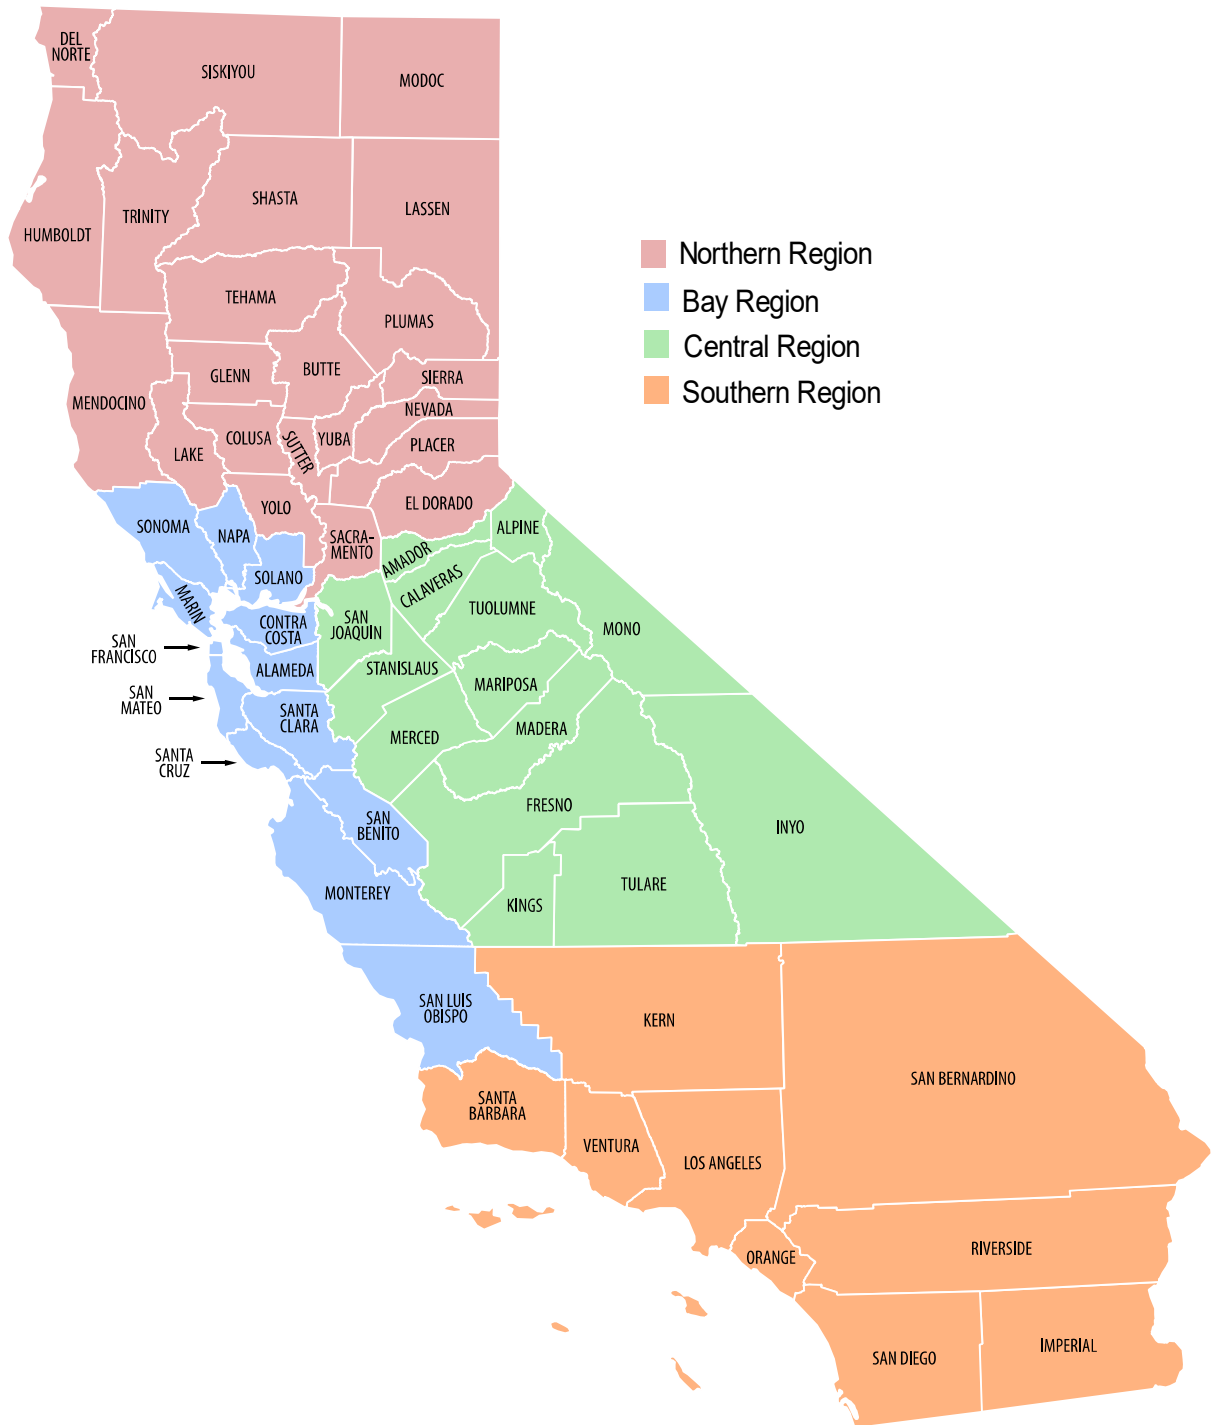 DEL
NORTE
SISKIYOU
MODOC
HUMBOLDT
TRINITY
SHASTA
LASSEN
Northern Region
Bay Region
Central Region
Southern Region
TEHAMA
PLUMAS
MENDOCINO
GLENN
BUTTE
SIERRA
NEVADA
LAKE
COLUSA
SUTTER
YUBA
PLACER
YOLO
EL DORADO
SONOMA
NAPA
SACRA-
MENTO
ALPINE
AMADOR
SOLANO
CALAVERAS
MARIN
TUOLUMNE
MONO
CONTRA
COSTA
SAN
JOAQUIN
SAN
FRANCISCO
ALAMEDA
STANISLAUS
MARIPOSA
SAN
MATEO
SANTA
CLARA
MERCED
MADERA
SANTA
CRUZ
FRESNO
SAN
BENITO
INYO
MONTEREY
KINGS
TULARE
SAN LUIS
OBISPO
KERN
SAN BERNARDINO
SANTA
BARBARA
VENTURA
LOS ANGELES
ORANGE
RIVERSIDE
SAN DIEGO
IMPERIAL